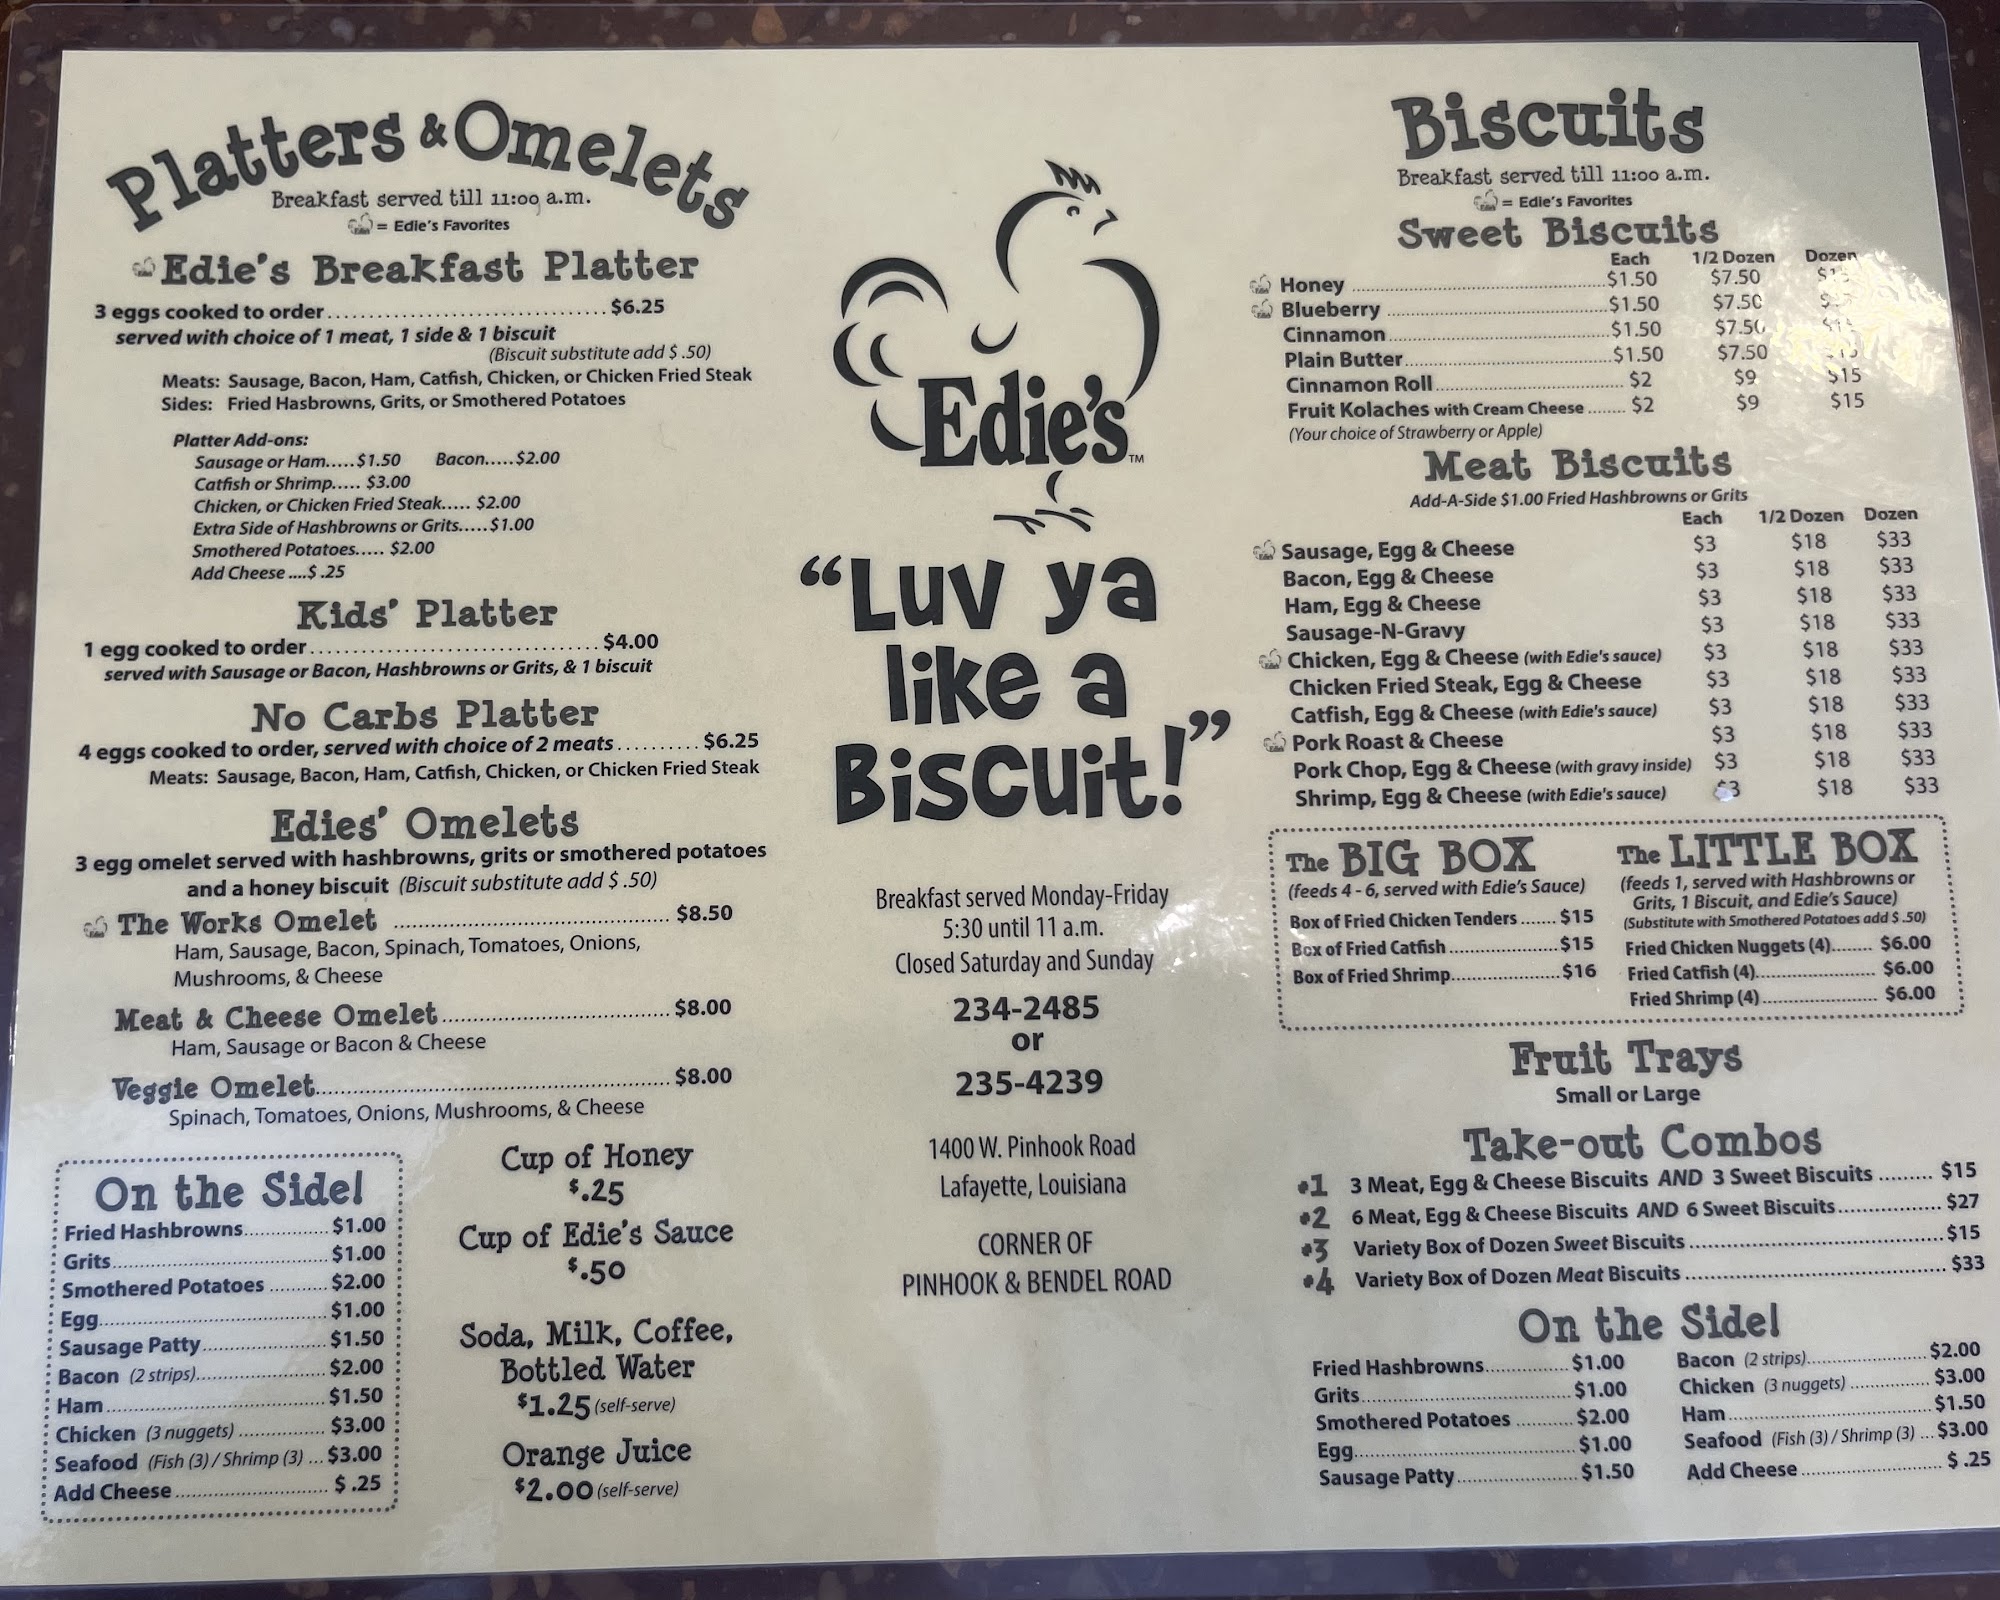 Platters & Omelets
Breakfast served till 11:00 a.m.
= Edie's Favorites
Edie's Breakfast Platter
3 eggs cooked to order................................... $6.25
served with choice of 1 meat, 1 side & 1 biscuit
(Biscuit substitute add $ .50)
Meats: Sausage, Bacon, Ham, Catfish, Chicken, or Chicken Fried Steak
Sides: Fried Hasbrowns, Grits, or Smothered Potatoes
Platter Add-ons:
Sausage or Ham.....$1.50 Bacon.....$2.00
Catfish or Shrimp..... $3.00
Chicken, or Chicken Fried Steak..... $2.00
Extra Side of Hashbrowns or Grits.....$1.00
Smothered Potatoes..... $2.00
Add Cheese ....$ .25
Kids' Platter
1 egg cooked to order................................... $4.00
served with Sausage or Bacon, Hashbrowns or Grits, & 1 biscuit
No Carbs Platter
4 eggs cooked to order, served with choice of 2 meats.......... $6.25
Meats: Sausage, Bacon, Ham, Catfish, Chicken, or Chicken Fried Steak
Edies' Omelets
3 egg omelet served with hashbrowns, grits or smothered potatoes
and a honey biscuit (Biscuit substitute add $ .50)
The Works Omelet ................................... $8.50
Ham, Sausage, Bacon, Spinach, Tomatoes, Onions,
Mushrooms, & Cheese
Meat & Cheese Omelet................................... $8.00
Ham, Sausage or Bacon & Cheese
Veggie Omelet................................... $8.00
Spinach, Tomatoes, Onions, Mushrooms, & Cheese
On the Side!
Fried Hashbrowns.................. $1.00
Grits.................. $1.00
Smothered Potatoes ............ $2.00
Egg.................. $1.00
Sausage Patty.................. $1.50
Bacon (2 strips).................. $2.00
Ham.................. $1.50
Chicken (3 nuggets).................. $3.00
Seafood (Fish (3) / Shrimp (3) ... $3.00
Add Cheese.................. $ .25
Cup of Honey
$.25
Cup of Edie's Sauce
$.50
Soda, Milk, Coffee,
Bottled Water
$1.25 (self-serve)
Orange Juice
$2.00 (self-serve)
Edie's™
"Luv ya
like a
Biscuit!"
Breakfast served Monday-Friday
5:30 until 11 a.m.
Closed Saturday and Sunday
234-2485
or
235-4239
1400 W. Pinhook Road
Lafayette, Louisiana
CORNER OF
PINHOOK & BENDEL ROAD
Biscuits
Breakfast served till 11:00 a.m.
= Edie's Favorites
Sweet Biscuits
Each 1/2 Dozen Dozen
Honey ..................$1.50 $7.50
Blueberry ..................$1.50 $7.50
Cinnamon..................$1.50 $7.50
Plain Butter..................$1.50 $7.50
Cinnamon Roll.................. $2 $9 $15
Fruit Kolaches with Cream Cheese ........ $2 $9 $15
(Your choice of Strawberry or Apple)
Meat Biscuits
Add-A-Side $1.00 Fried Hashbrowns or Grits
Each 1/2 Dozen Dozen
Sausage, Egg & Cheese $3 $18 $33
Bacon, Egg & Cheese $3 $18 $33
Ham, Egg & Cheese $3 $18 $33
Sausage-N-Gravy $3 $18 $33
Chicken, Egg & Cheese (with Edie's sauce) $3 $18 $33
Chicken Fried Steak, Egg & Cheese $3 $18 $33
Catfish, Egg & Cheese (with Edie's sauce) $3 $18 $33
Pork Roast & Cheese $3 $18 $33
Pork Chop, Egg & Cheese (with gravy inside) $3 $18 $33
Shrimp, Egg & Cheese (with Edie's sauce) $3 $18 $33
The BIG BOX
(feeds 4 - 6, served with Edie's Sauce)
Box of Fried Chicken Tenders ....... $15
Box of Fried Catfish.................. $15
Box of Fried Shrimp.................. $16
The LITTLE BOX
(feeds 1, served with Hashbrowns or
Grits, 1 Biscuit, and Edie's Sauce)
(Substitute with Smothered Potatoes add $ .50)
Fried Chicken Nuggets (4)........ $6.00
Fried Catfish (4).................. $6.00
Fried Shrimp (4).................. $6.00
Fruit Trays
Small or Large
Take-out Combos
#1 3 Meat, Egg & Cheese Biscuits AND 3 Sweet Biscuits ......... $15
#2 6 Meat, Egg & Cheese Biscuits AND 6 Sweet Biscuits.................. $27
#3 Variety Box of Dozen Sweet Biscuits .................. $15
#4 Variety Box of Dozen Meat Biscuits .................. $33
On the Side!
Fried Hashbrowns.................. $1.00
Grits.................. $1.00
Smothered Potatoes ............ $2.00
Egg.................. $1.00
Sausage Patty.................. $1.50
Bacon (2 strips).................. $2.00
Chicken (3 nuggets).................. $3.00
Ham.................. $1.50
Seafood (Fish (3) / Shrimp (3) ... $3.00
Add Cheese.................. $ .25